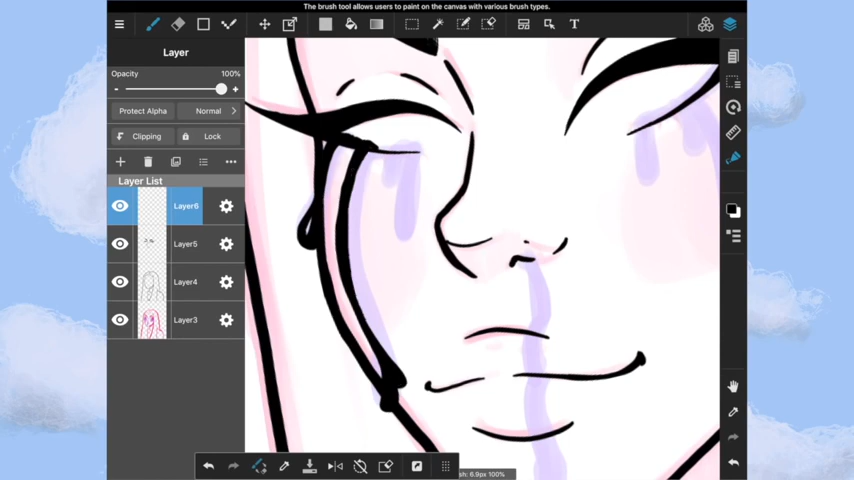 The brush tool allows users to paint on the canvas with various brush types.
T
Layer
Opacity 100%
- +
Protect Alpha Normal >
Clipping Lock
Layer List
Layer6
Layer5
Layer4
Layer3
sh: 6.9px 100%